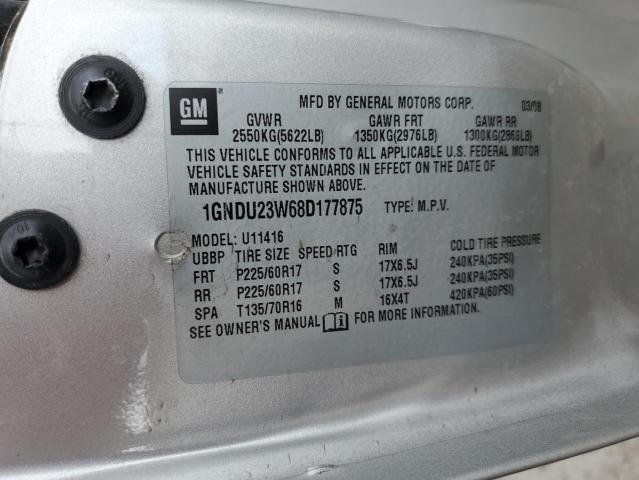 GM
MFD BY GENERAL MOTORS CORP. 03/08
GVWR GAWR FRT GAWR RR
2550KG(5622LB) 1350KG(2976LB) 1300KG(2866LB)
THIS VEHICLE CONFORMS TO ALL APPLICABLE U.S. FEDERAL MOTOR
VEHICLE SAFETY STANDARDS IN EFFECT ON THE DATE OF
MANUFACTURE SHOWN ABOVE.
1GNDU23W68D177875 TYPE: M.P.V.
MODEL: U11416
UBBP TIRE SIZE SPEED RTG RIM COLD TIRE PRESSURE
FRT P225/60R17 S 17X6.5J 240KPA(35PSI)
RR P225/60R17 S 17X6.5J 240KPA(35PSI)
SPA T135/70R16 M 16X4T 420KPA(60PSI)
SEE OWNER'S MANUAL FOR MORE INFORMATION.